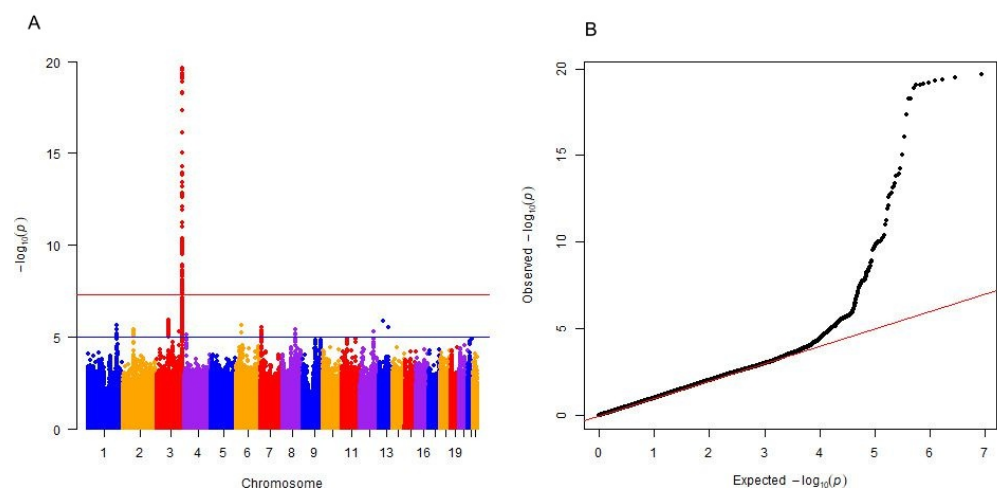 A
B
−log₁₀(p)
20
15
10
5
0
1 2 3 4 5 6 7 8 9 11 13 16 19
Chromosome
Observed −log₁₀(p)
20
15
10
5
0
0 1 2 3 4 5 6 7
Expected −log₁₀(p)